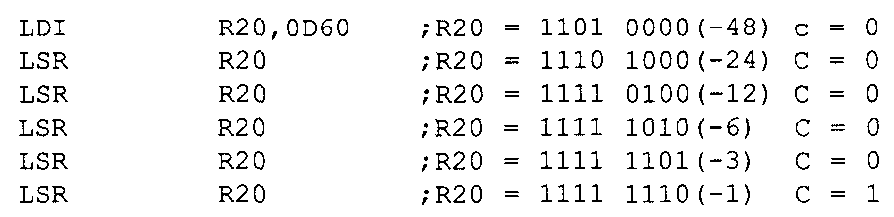 LDI R20,0D60 ;R20 = 1101 0000(-48) c = 0
LSR R20 ;R20 = 1110 1000(-24) C = 0
LSR R20 ;R20 = 1111 0100(-12) C = 0
LSR R20 ;R20 = 1111 1010(-6) C = 0
LSR R20 ;R20 = 1111 1101(-3) C = 0
LSR R20 ;R20 = 1111 1110(-1) C = 1